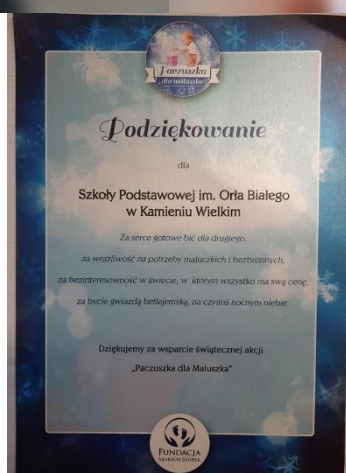 Paczuszka
dla maluszka
Podziękowanie
dla
Szkoły Podstawowej im. Orła Białego
w Kamieniu Wielkim
Za serce gotowe bić dla drugiego,
za wrażliwość na potrzeby maluczkich i bezbronnych,
za bezinteresowność w świecie, w którym wszystko ma swą cenę,
za bycie gwiazdą betlejemską, na czyimś nocnym niebie.
Dziękujemy za wsparcie świątecznej akcji
„Paczuszka dla Maluszka”
FUNDACJA
MAŁYCH STOPEK